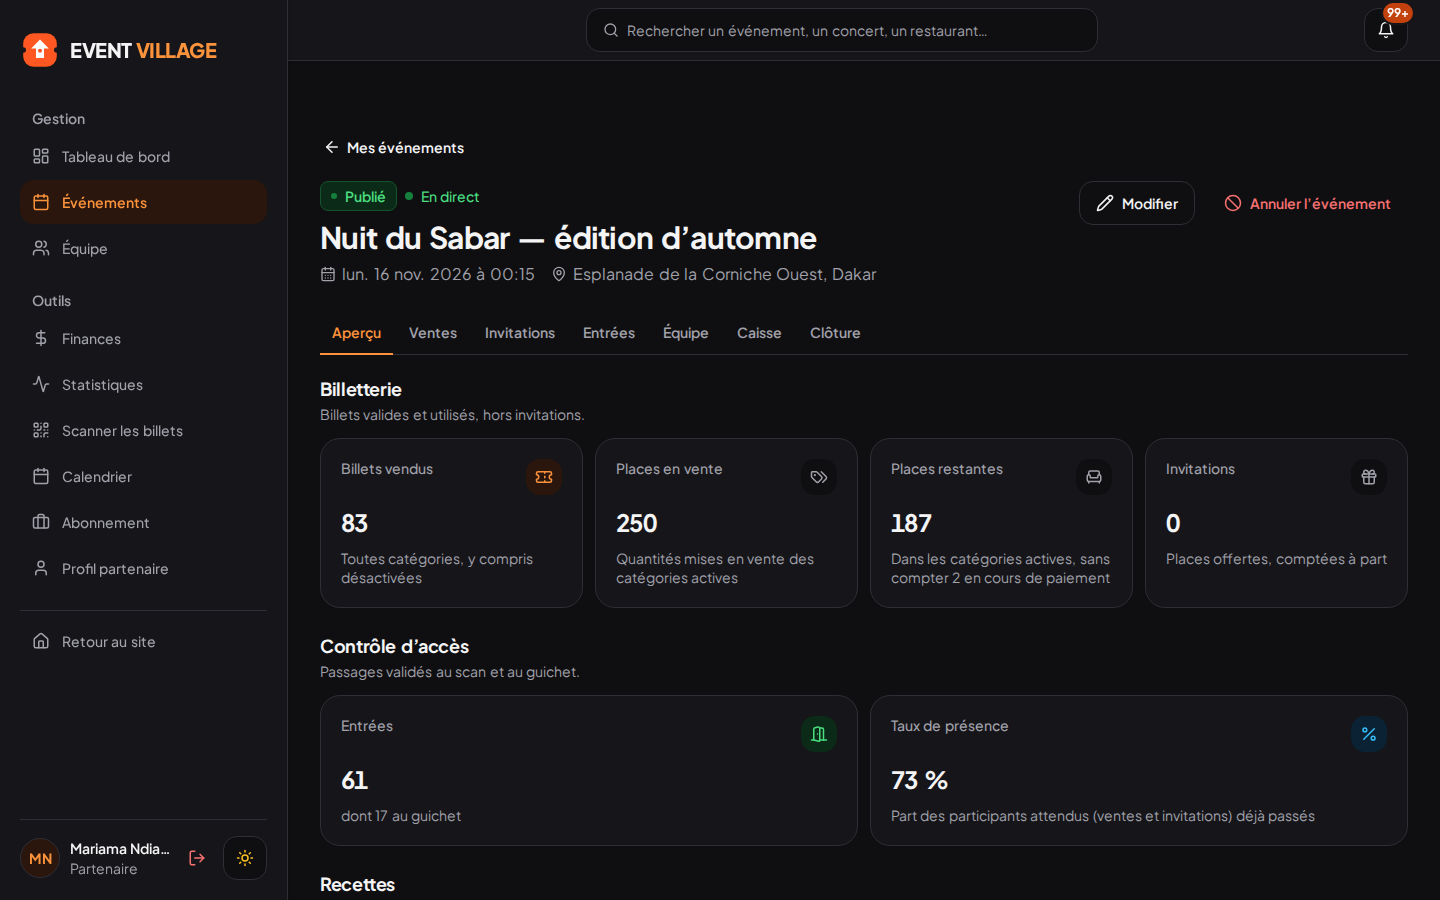 EVENT VILLAGE
Rechercher un événement, un concert, un restaurant…
99+
Gestion
Tableau de bord
Événements
Équipe
Outils
Finances
Statistiques
Scanner les billets
Calendrier
Abonnement
Profil partenaire
Retour au site
MN
Mariama Ndia…
Partenaire
Mes événements
Publié
En direct
Modifier
Annuler l’événement
Nuit du Sabar — édition d’automne
lun. 16 nov. 2026 à 00:15
Esplanade de la Corniche Ouest, Dakar
Aperçu
Ventes
Invitations
Entrées
Équipe
Caisse
Clôture
Billetterie
Billets valides et utilisés, hors invitations.
Billets vendus
83
Toutes catégories, y compris
désactivées
Places en vente
250
Quantités mises en vente des
catégories actives
Places restantes
187
Dans les catégories actives, sans
compter 2 en cours de paiement
Invitations
0
Places offertes, comptées à part
Contrôle d’accès
Passages validés au scan et au guichet.
Entrées
61
dont 17 au guichet
Taux de présence
73 %
Part des participants attendus (ventes et invitations) déjà passés
Recettes